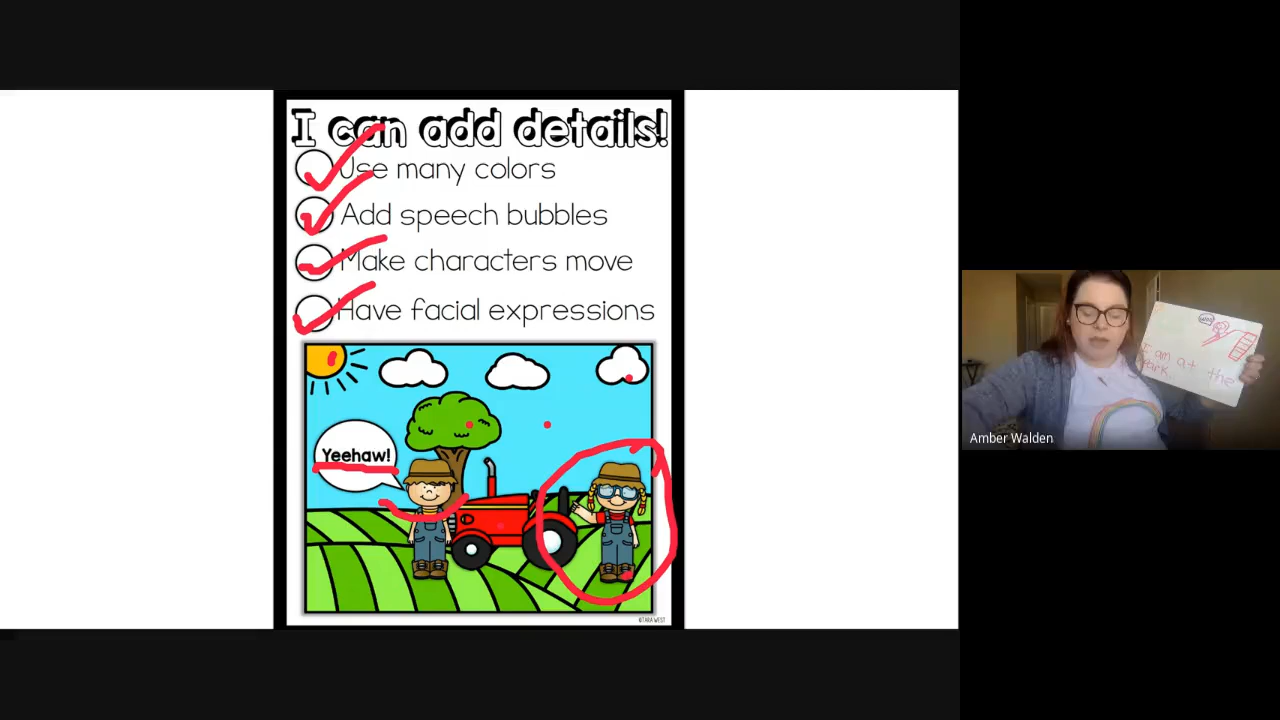 I can add details!
Use many colors
Add speech bubbles
Make characters move
Have facial expressions
Yeehaw!
©TARA WEST
I am at the
park.
Amber Walden